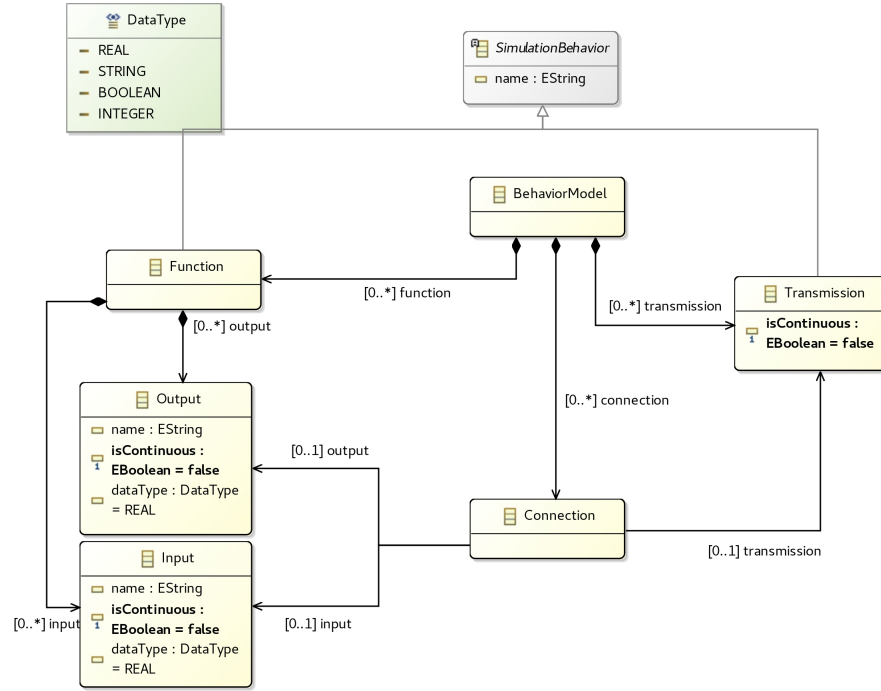 DataType
REAL
STRING
BOOLEAN
INTEGER
SimulationBehavior
name : EString
BehaviorModel
Function
[0..*] function
Transmission
isContinuous :
EBoolean = false
[0..*] transmission
[0..*] output
Output
name : EString
isContinuous :
EBoolean = false
dataType : DataType
= REAL
[0..*] connection
[0..1] output
Connection
[0..1] transmission
Input
name : EString
isContinuous :
EBoolean = false
dataType : DataType
= REAL
[0..*] input
[0..1] input